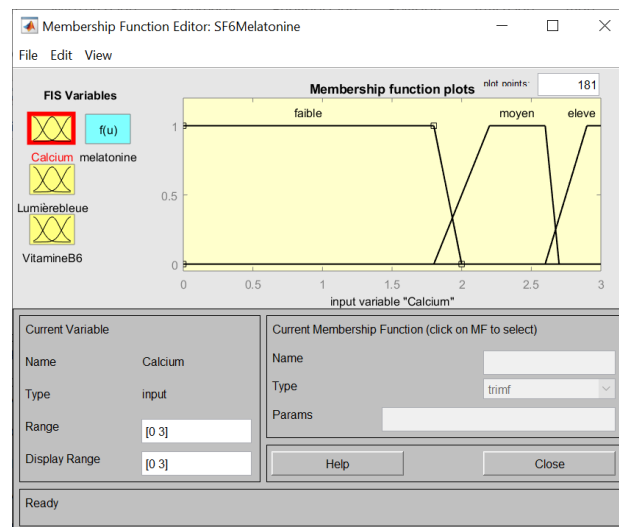 Membership Function Editor: SF6Melatonine
File Edit View
FIS Variables
f(u)
Calcium melatonine
Lumièrebleue
VitamineB6
Membership function plots plot points: 181
faible moyen eleve
1
0.5
0
0 0.5 1 1.5 2 2.5 3
input variable "Calcium"
Current Variable
Name Calcium
Type input
Range [0 3]
Display Range [0 3]
Current Membership Function (click on MF to select)
Name
Type trimf
Params
Help Close
Ready